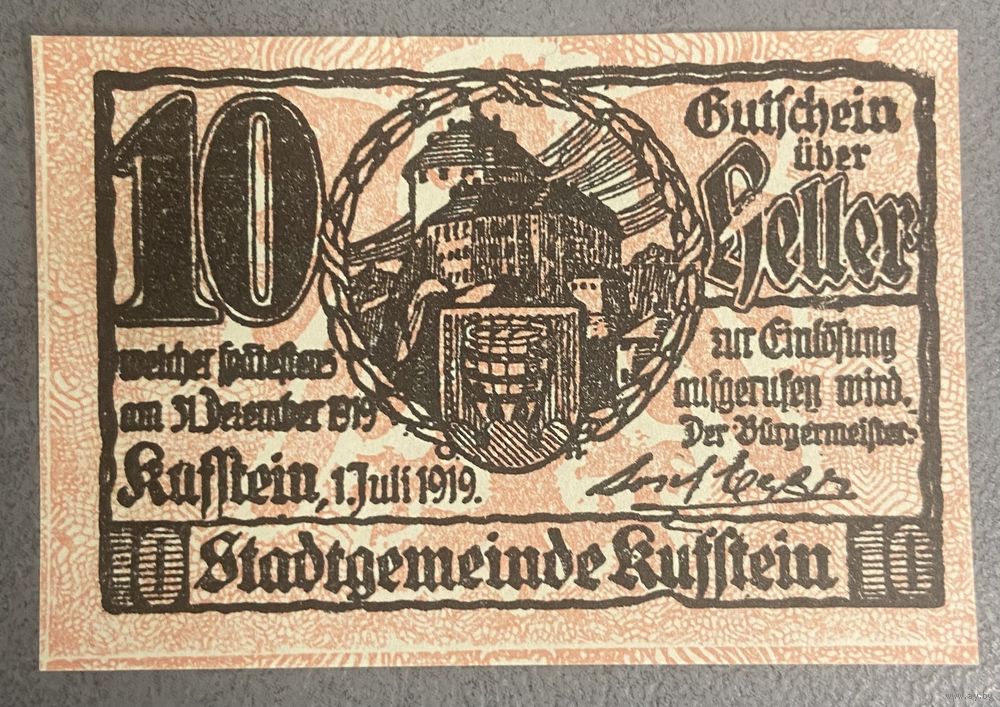 10
Gutschein
über
Heller
welcher spätestens
am 31. Dezember 1919
zur Einlösung
aufgerufen wird.
Der Bürgermeister:
Kufstein, 1. Juli 1919.
10 Stadtgemeinde Kufstein 10